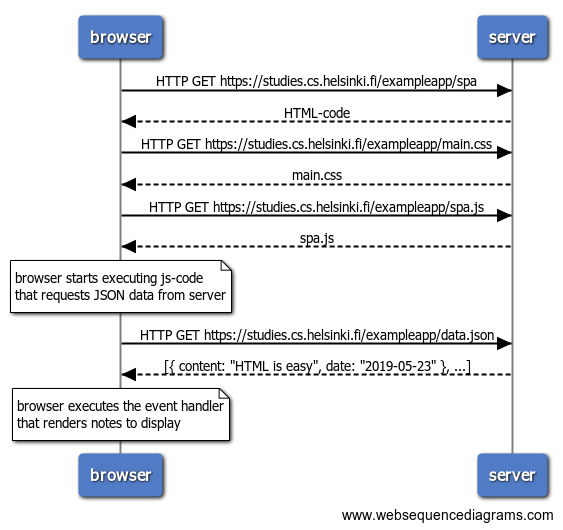 browser server
HTTP GET https://studies.cs.helsinki.fi/exampleapp/spa
HTML-code
HTTP GET https://studies.cs.helsinki.fi/exampleapp/main.css
main.css
HTTP GET https://studies.cs.helsinki.fi/exampleapp/spa.js
spa.js
browser starts executing js-code
that requests JSON data from server
HTTP GET https://studies.cs.helsinki.fi/exampleapp/data.json
[{ content: "HTML is easy", date: "2019-05-23" }, ...]
browser executes the event handler
that renders notes to display
browser server
www.websequencediagrams.com